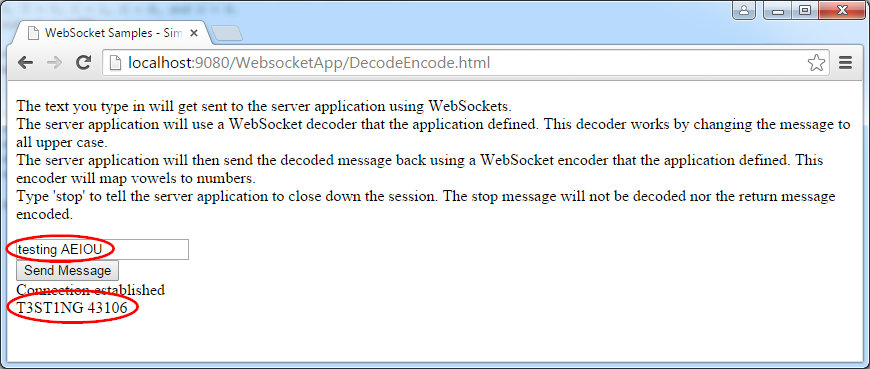 WebSocket Samples - Sim
localhost:9080/WebsocketApp/DecodeEncode.html
The text you type in will get sent to the server application using WebSockets.
The server application will use a WebSocket decoder that the application defined. This decoder works by changing the message to
all upper case.
The server application will then send the decoded message back using a WebSocket encoder that the application defined. This
encoder will map vowels to numbers.
Type 'stop' to tell the server application to close down the session. The stop message will not be decoded nor the return message
encoded.
testing AEIOU
Send Message
Connection established
T3ST1NG 43106